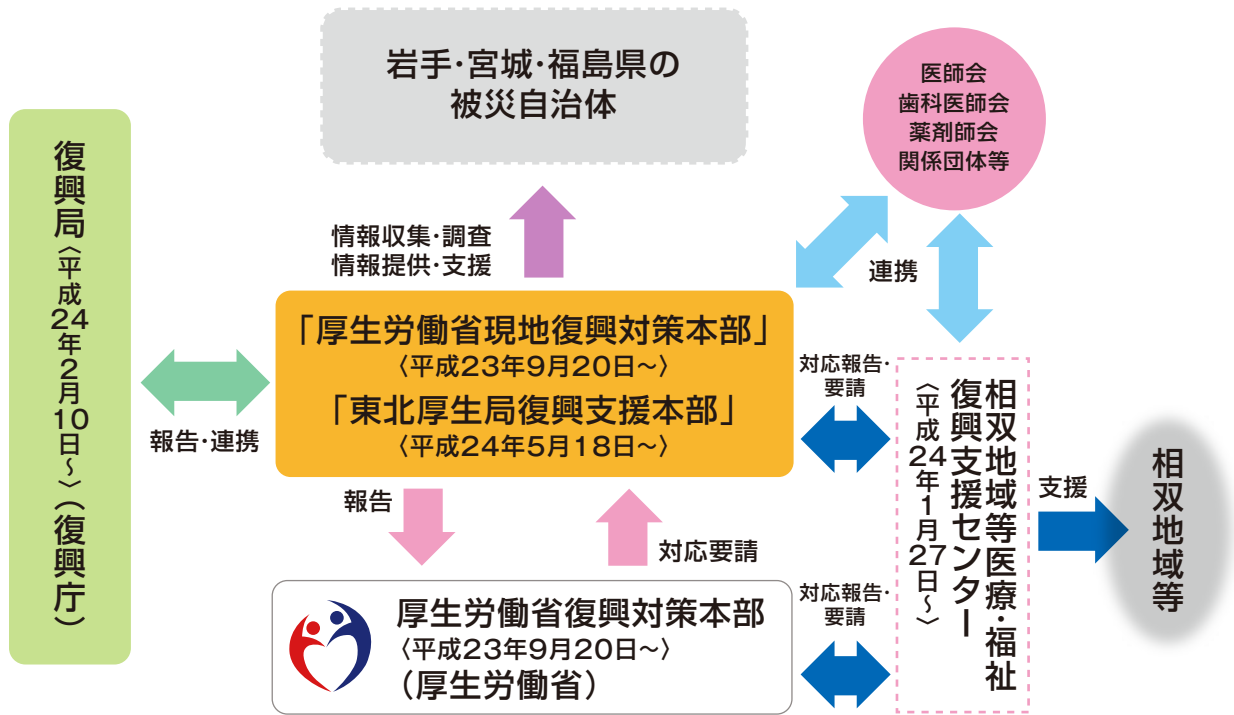 岩手・宮城・福島県の
被災自治体
医師会
歯科医師会
薬剤師会
関係団体等
復興局〈平成24年2月10日～〉（復興庁）
情報収集・調査
情報提供・支援
連携
「厚生労働省現地復興対策本部」
〈平成23年9月20日～〉
「東北厚生局復興支援本部」
〈平成24年5月18日～〉
報告・連携
対応報告・
要請
相双地域等医療・福祉
復興支援センター
〈平成24年1月27日～〉
支援
相双地域等
報告
対応要請
厚生労働省復興対策本部
〈平成23年9月20日～〉
（厚生労働省）
対応報告・
要請